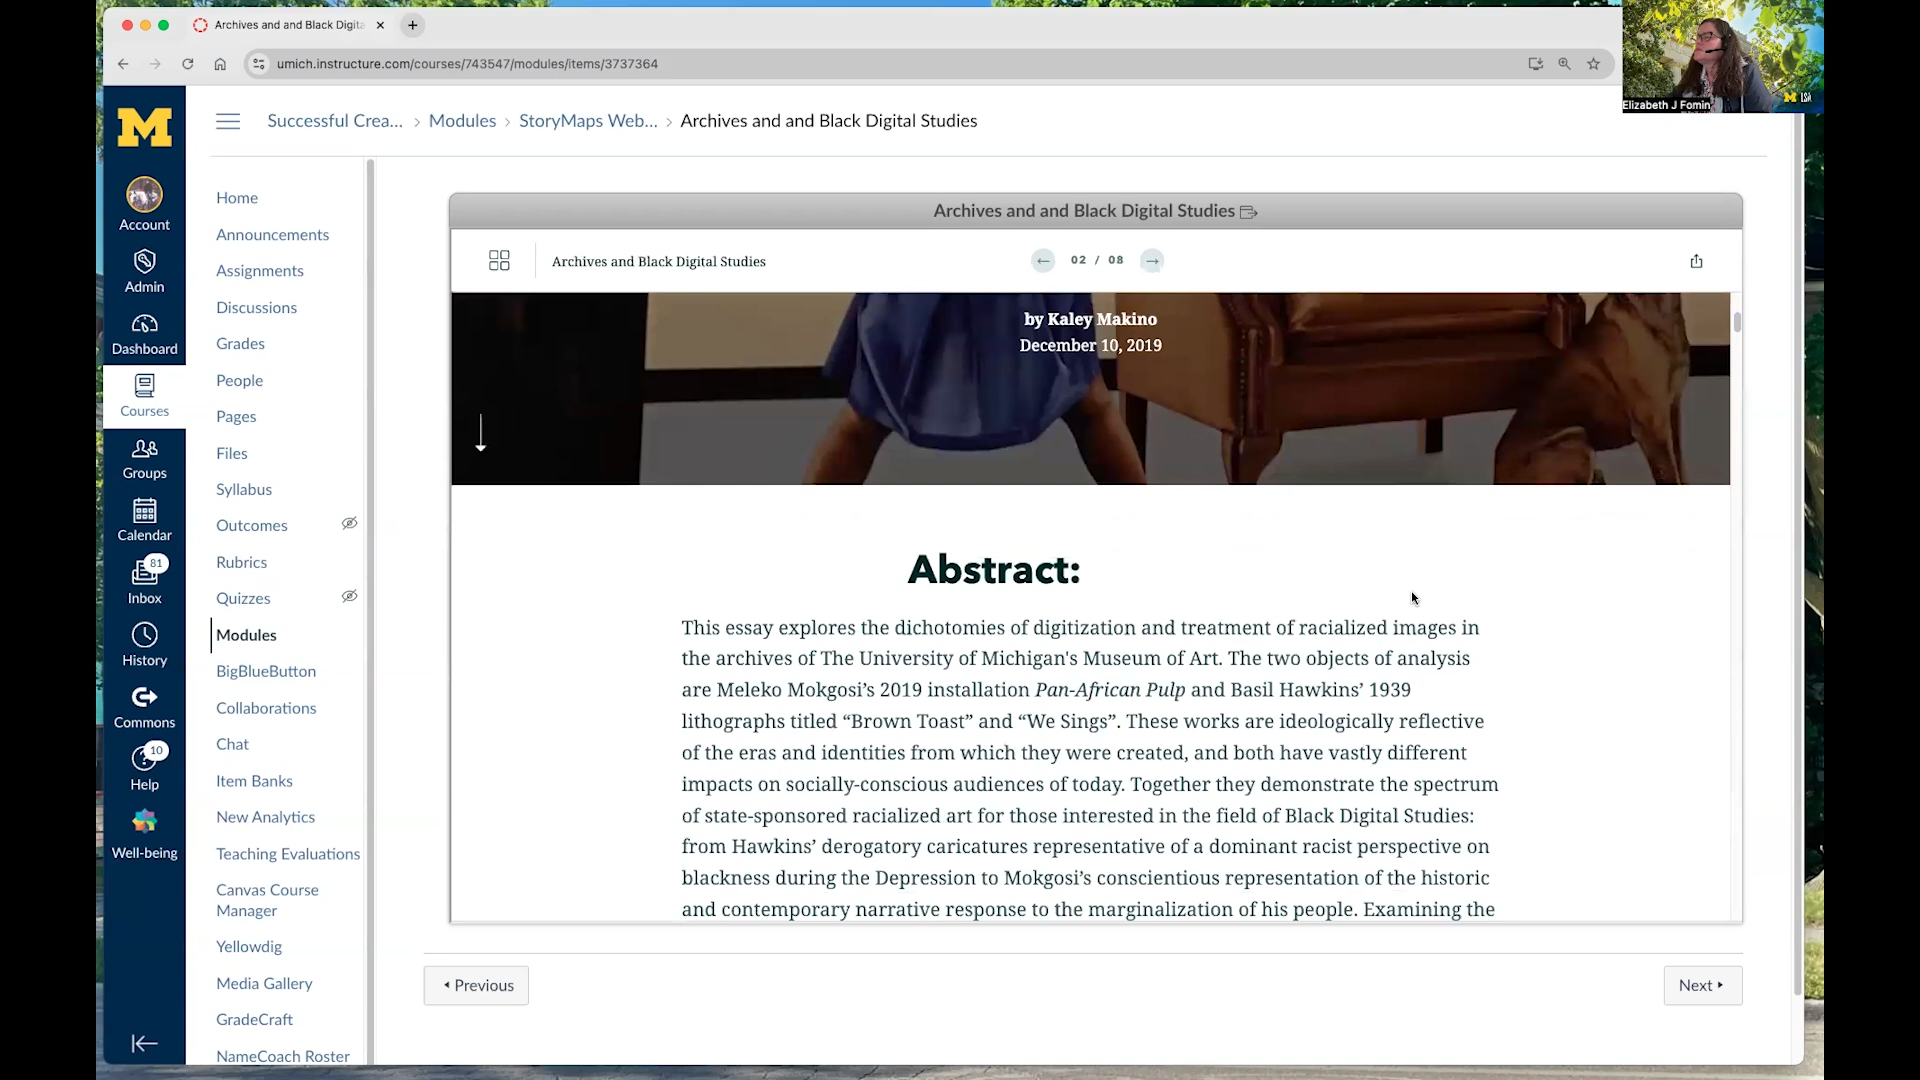 Archives and and Black Digita
umich.instructure.com/courses/743547/modules/items/3737364
Elizabeth J Fomin
M LSA
M
Successful Crea... > Modules > StoryMaps Web... > Archives and and Black Digital Studies
Account
Admin
Dashboard
Courses
Groups
Calendar
81
Inbox
History
Commons
10
Help
Well-being
Home
Announcements
Assignments
Discussions
Grades
People
Pages
Files
Syllabus
Outcomes
Rubrics
Quizzes
Modules
BigBlueButton
Collaborations
Chat
Item Banks
New Analytics
Teaching Evaluations
Canvas Course
Manager
Yellowdig
Media Gallery
GradeCraft
NameCoach Roster
Archives and and Black Digital Studies
Archives and Black Digital Studies
02 / 08
by Kaley Makino
December 10, 2019
Abstract:
This essay explores the dichotomies of digitization and treatment of racialized images in
the archives of The University of Michigan's Museum of Art. The two objects of analysis
are Meleko Mokgosi’s 2019 installation Pan-African Pulp and Basil Hawkins’ 1939
lithographs titled “Brown Toast” and “We Sings”. These works are ideologically reflective
of the eras and identities from which they were created, and both have vastly different
impacts on socially-conscious audiences of today. Together they demonstrate the spectrum
of state-sponsored racialized art for those interested in the field of Black Digital Studies:
from Hawkins’ derogatory caricatures representative of a dominant racist perspective on
blackness during the Depression to Mokgosi’s conscientious representation of the historic
and contemporary narrative response to the marginalization of his people. Examining the
Previous
Next